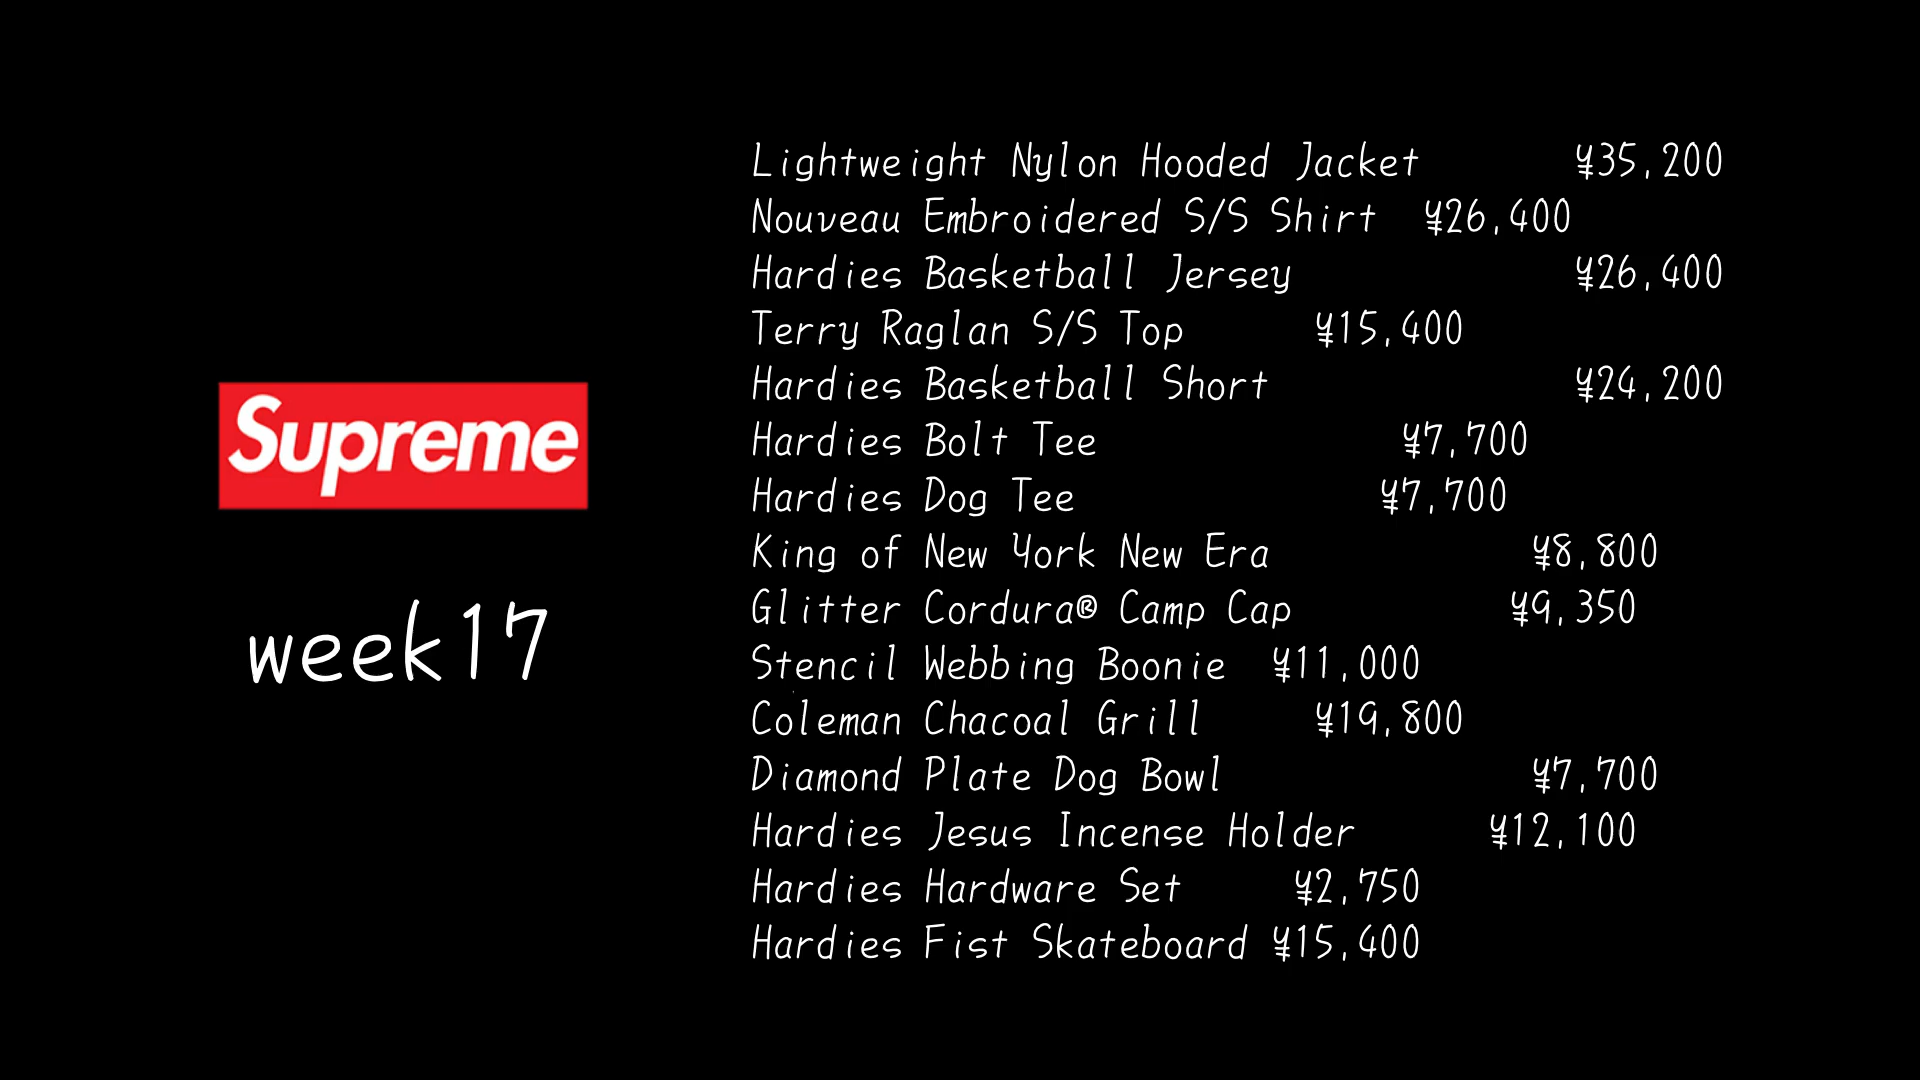 Supreme
week17
Lightweight Nylon Hooded Jacket ¥35,200
Nouveau Embroidered S/S Shirt ¥26,400
Hardies Basketball Jersey ¥26,400
Terry Raglan S/S Top ¥15,400
Hardies Basketball Short ¥24,200
Hardies Bolt Tee ¥7,700
Hardies Dog Tee ¥7,700
King of New York New Era ¥8,800
Glitter Cordura® Camp Cap ¥9,350
Stencil Webbing Boonie ¥11,000
Coleman Chacoal Grill ¥19,800
Diamond Plate Dog Bowl ¥7,700
Hardies Jesus Incense Holder ¥12,100
Hardies Hardware Set ¥2,750
Hardies Fist Skateboard ¥15,400